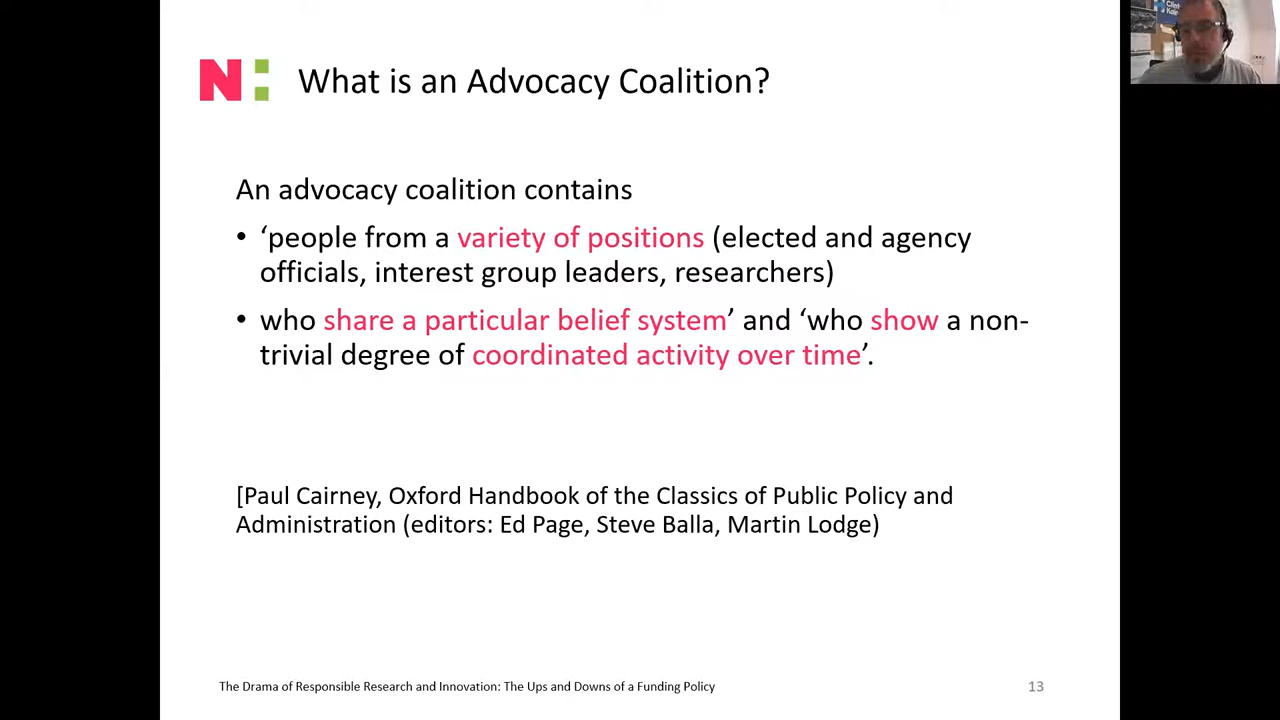 N:
What is an Advocacy Coalition?
An advocacy coalition contains
• ‘people from a variety of positions (elected and agency
officials, interest group leaders, researchers)
• who share a particular belief system’ and ‘who show a non-
trivial degree of coordinated activity over time’.
[Paul Cairney, Oxford Handbook of the Classics of Public Policy and
Administration (editors: Ed Page, Steve Balla, Martin Lodge)
The Drama of Responsible Research and Innovation: The Ups and Downs of a Funding Policy
13